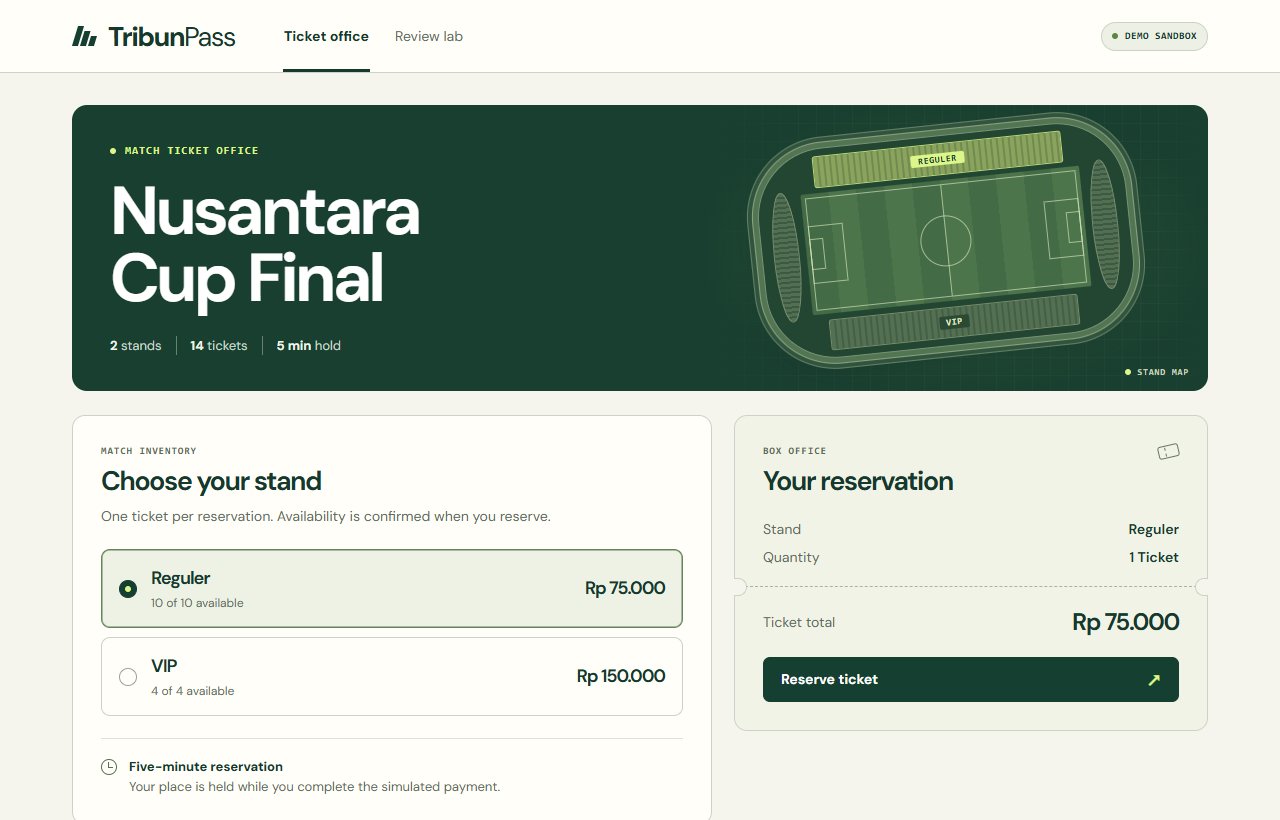 TribunPass
Ticket office
Review lab
DEMO SANDBOX
MATCH TICKET OFFICE
Nusantara
Cup Final
2 stands
14 tickets
5 min hold
REGULER
VIP
STAND MAP
MATCH INVENTORY
Choose your stand
One ticket per reservation. Availability is confirmed when you reserve.
Reguler
10 of 10 available
Rp 75.000
VIP
4 of 4 available
Rp 150.000
Five-minute reservation
Your place is held while you complete the simulated payment.
BOX OFFICE
Your reservation
Stand Reguler
Quantity 1 Ticket
Ticket total Rp 75.000
Reserve ticket ↗